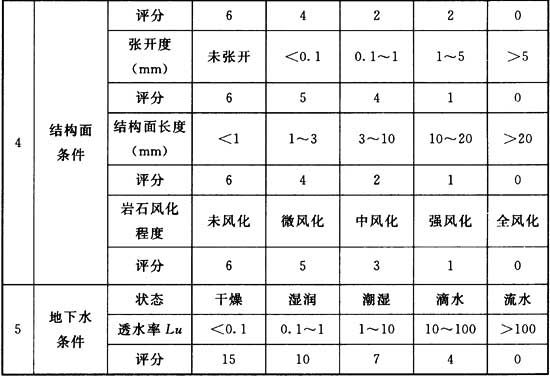 评分 6 4 2 2 0
张开度（mm） 未张开 <0.1 0.1～1 1～5 >5
评分 6 5 4 1 0
4 结构面条件 结构面长度（mm） <1 1～3 3～10 10～20 >20
评分 6 4 2 1 0
岩石风化程度 未风化 微风化 中风化 强风化 全风化
评分 6 5 3 1 0
5 地下水条件 状态 干燥 湿润 潮湿 滴水 流水
透水率 Lu <0.1 0.1～1 1～10 10～100 >100
评分 15 10 7 4 0